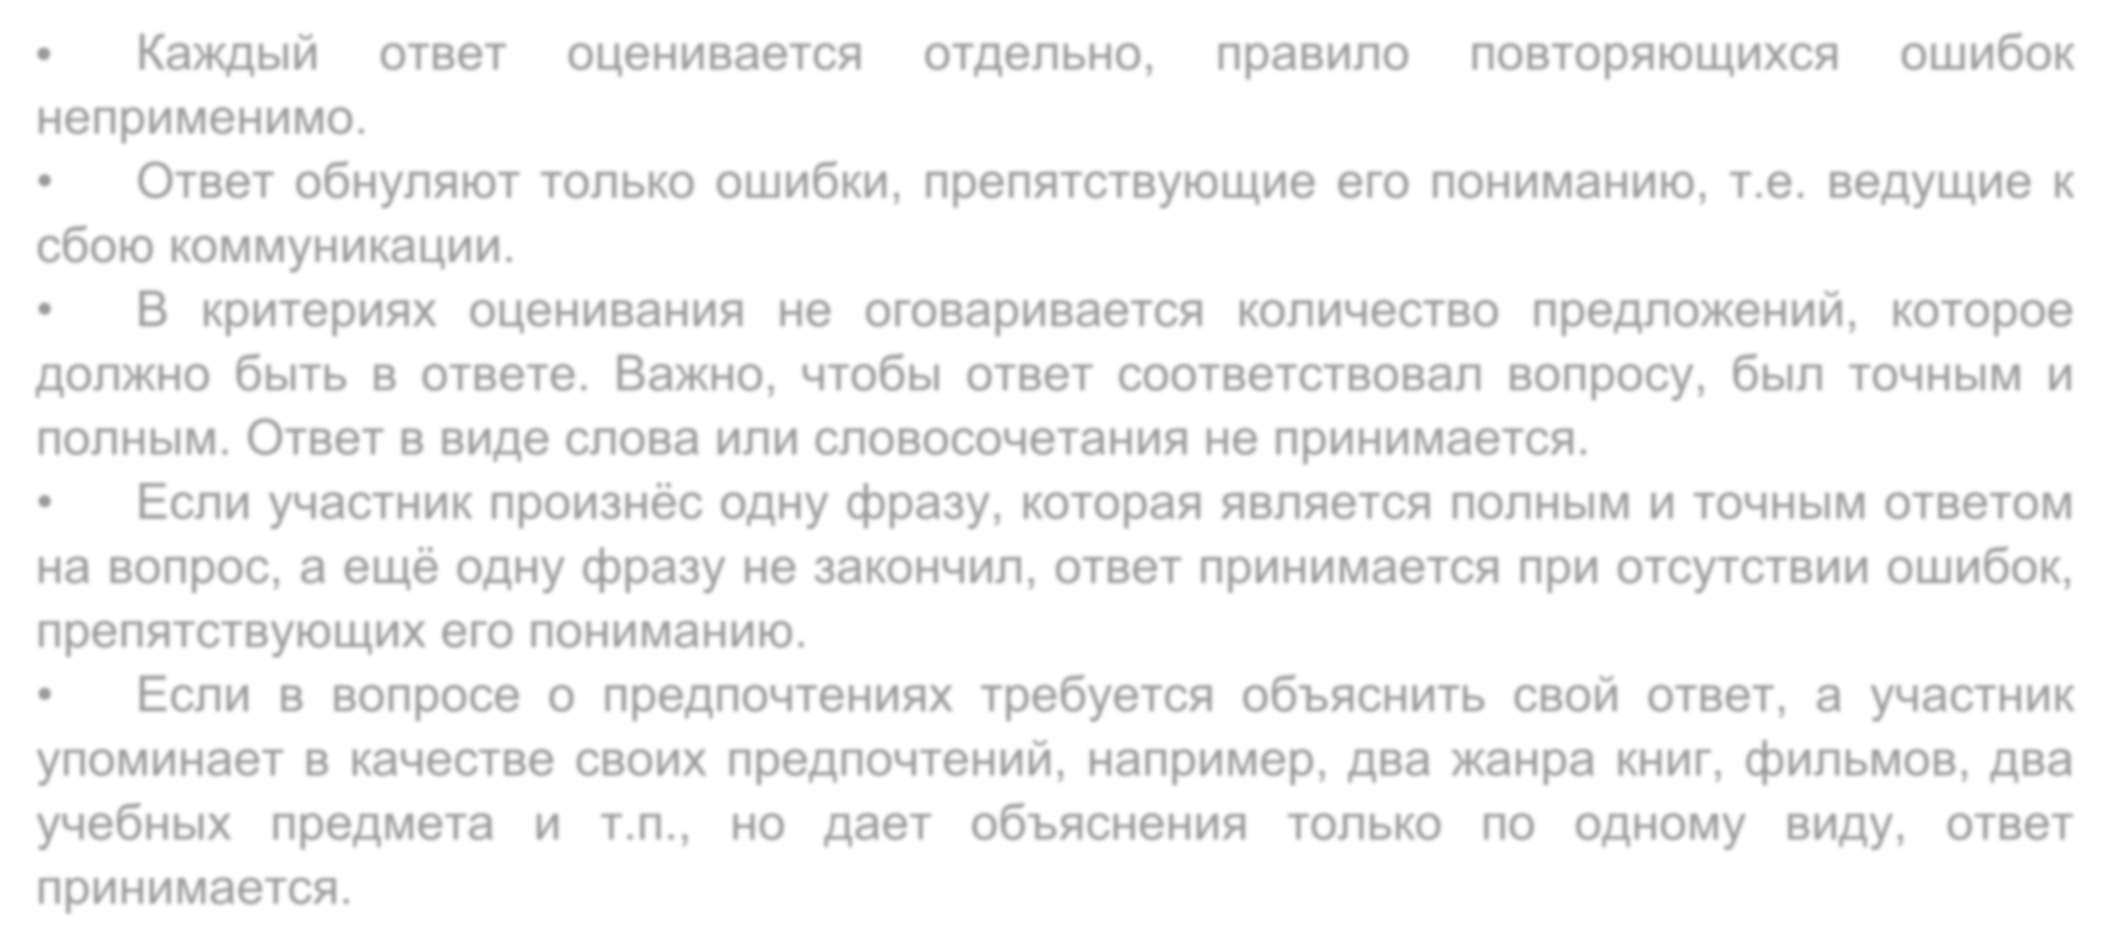 • Каждый ответ оценивается отдельно, правило повторяющихся ошибок
неприменимо.
• Ответ обнуляют только ошибки, препятствующие его пониманию, т.е. ведущие к
сбою коммуникации.
• В критериях оценивания не оговаривается количество предложений, которое
должно быть в ответе. Важно, чтобы ответ соответствовал вопросу, был точным и
полным. Ответ в виде слова или словосочетания не принимается.
• Если участник произнёс одну фразу, которая является полным и точным ответом
на вопрос, а ещё одну фразу не закончил, ответ принимается при отсутствии ошибок,
препятствующих его пониманию.
• Если в вопросе о предпочтениях требуется объяснить свой ответ, а участник
упоминает в качестве своих предпочтений, например, два жанра книг, фильмов, два
учебных предмета и т.п., но дает объяснения только по одному виду, ответ
принимается.